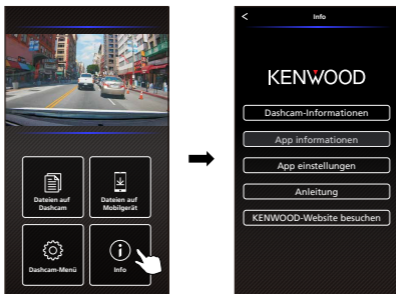 Dateien auf
Dashcam
Dateien auf
Mobilgerät
Dashcam-Menü
Info
<
Info
KENWOOD
Dashcam-Informationen
App informationen
App einstellungen
Anleitung
KENWOOD-Website besuchen